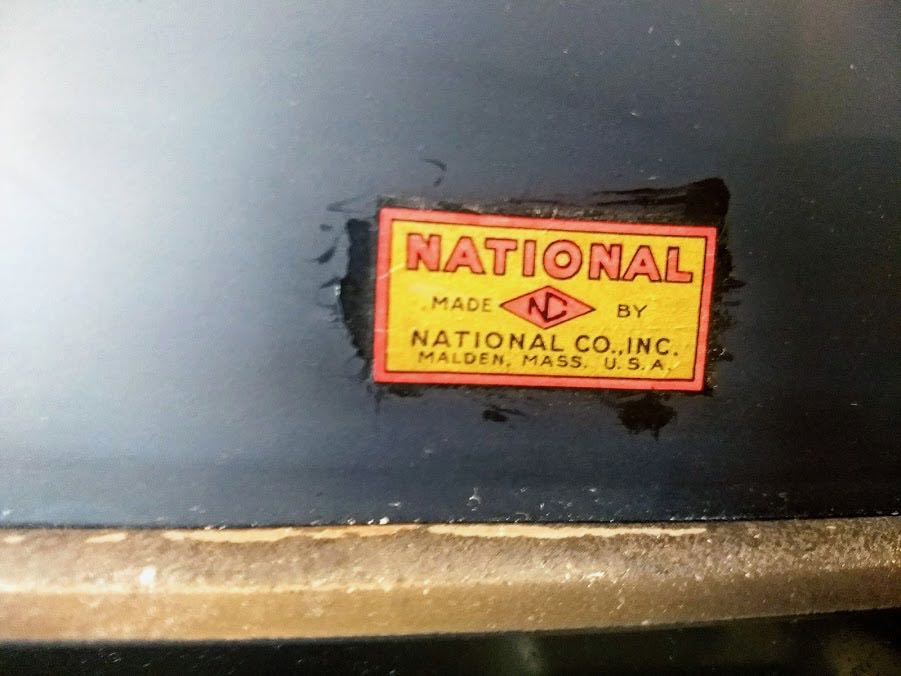 NATIONAL
MADE NC BY
NATIONAL CO., INC.
MALDEN, MASS. U.S.A.